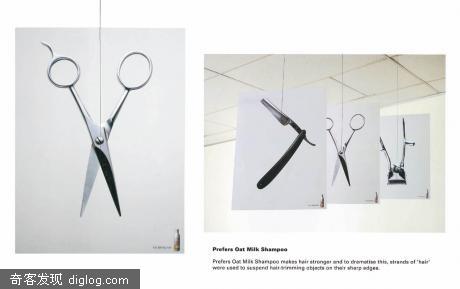 Prefers Oat Milk Shampoo
Prefers Oat Milk Shampoo makes hair stronger and to dramatise this, strands of 'hair'
were used to suspend hair-trimming objects on their sharp edges.
奇客发现 diglog.com